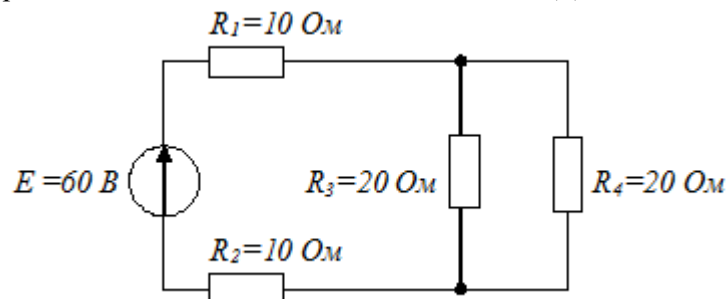 R₁=10 Ом
E =60 В
R₃=20 Ом
R₄=20 Ом
R₂=10 Ом